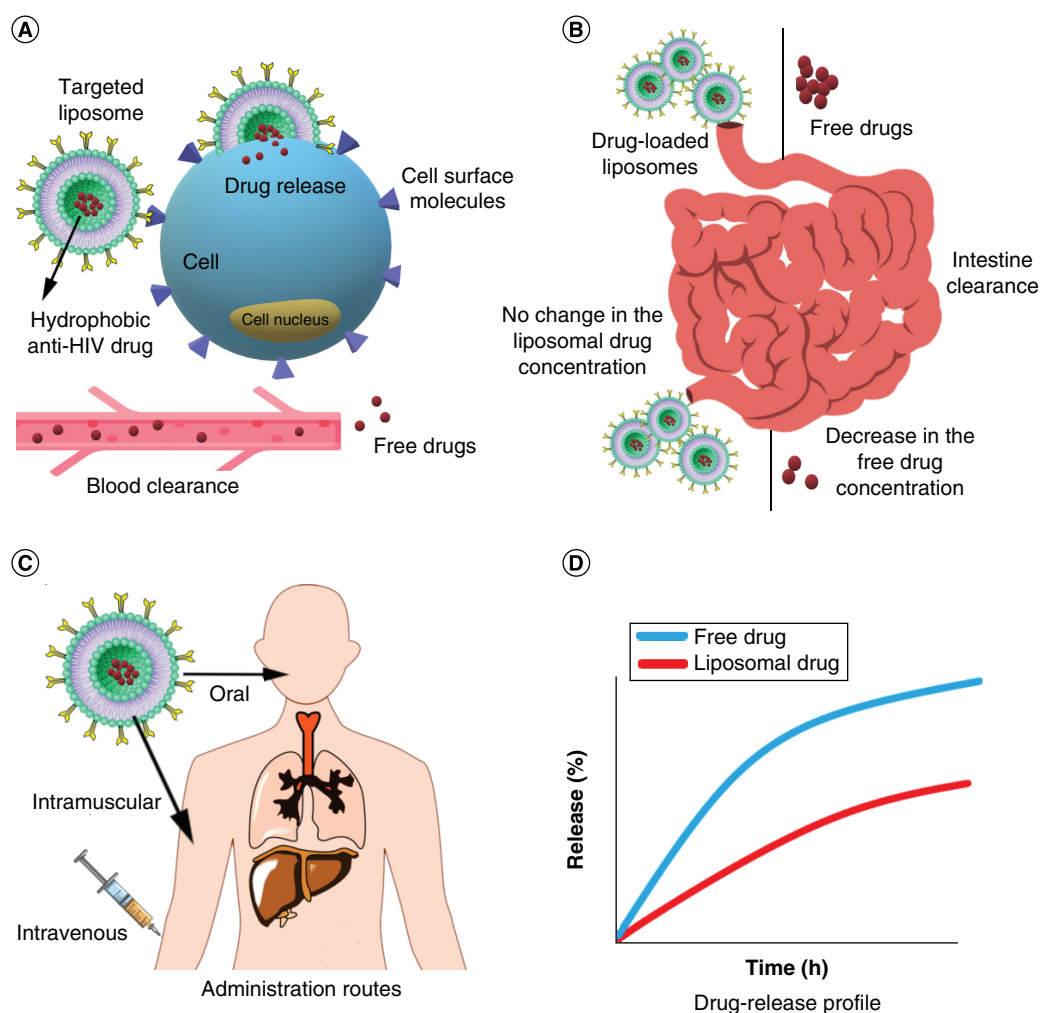 A
Targeted
liposome
Drug release
Cell surface
molecules
Cell
Cell nucleus
Hydrophobic
anti-HIV drug
Free drugs
Blood clearance
B
Drug-loaded
liposomes
Free drugs
Intestine
clearance
No change in the
liposomal drug
concentration
Decrease in the
free drug
concentration
C
Oral
Intramuscular
Intravenous
Administration routes
D
Free drug
Liposomal drug
Release (%)
Time (h)
Drug-release profile